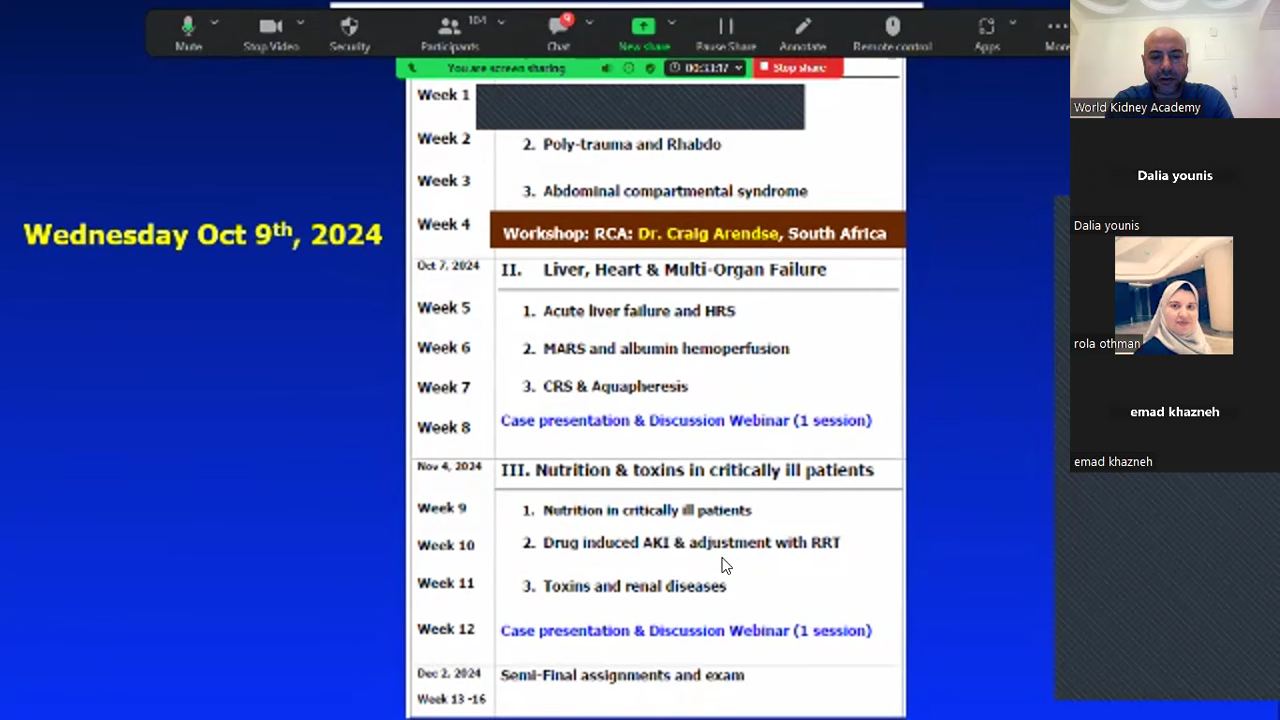 Mute
Stop Video
Security
Participants
104
Chat
9
New share
Pause Share
Annotate
Remote control
Apps
More
You are screen sharing
00:33:17
Stop share
Wednesday Oct 9th, 2024
Week 1
Week 2
2. Poly-trauma and Rhabdo
Week 3
3. Abdominal compartmental syndrome
Week 4
Workshop: RCA: Dr. Craig Arendse, South Africa
Oct 7, 2024
II. Liver, Heart & Multi-Organ Failure
Week 5
1. Acute liver failure and HRS
Week 6
2. MARS and albumin hemoperfusion
Week 7
3. CRS & Aquapheresis
Week 8
Case presentation & Discussion Webinar (1 session)
Nov 4, 2024
III. Nutrition & toxins in critically ill patients
Week 9
1. Nutrition in critically ill patients
Week 10
2. Drug induced AKI & adjustment with RRT
Week 11
3. Toxins and renal diseases
Week 12
Case presentation & Discussion Webinar (1 session)
Dec 2, 2024
Semi-Final assignments and exam
Week 13 -16
World Kidney Academy
Dalia younis
Dalia younis
rola othman
emad khazneh
emad khazneh